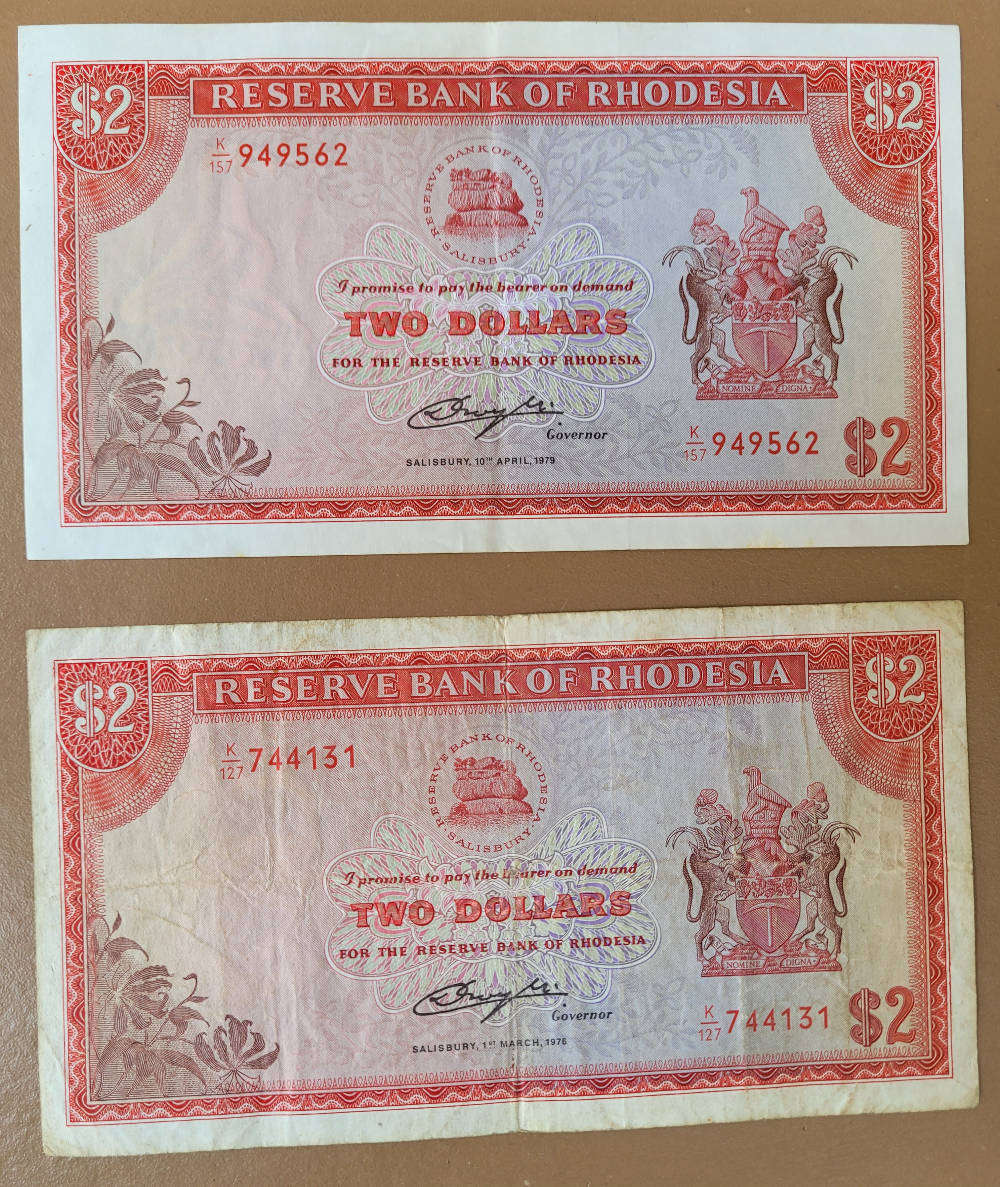 $2 RESERVE BANK OF RHODESIA $2
K/157 949562
RESERVE BANK OF RHODESIA · SALISBURY ·
I promise to pay the bearer on demand
TWO DOLLARS
FOR THE RESERVE BANK OF RHODESIA
Governor
SALISBURY, 10TH APRIL, 1979
NOMINE DIGNA
K/157 949562 $2
$2 RESERVE BANK OF RHODESIA $2
K/127 744131
RESERVE BANK OF RHODESIA · SALISBURY ·
I promise to pay the bearer on demand
TWO DOLLARS
FOR THE RESERVE BANK OF RHODESIA
Governor
SALISBURY, 1ST MARCH, 1976
NOMINE DIGNA
K/127 744131 $2